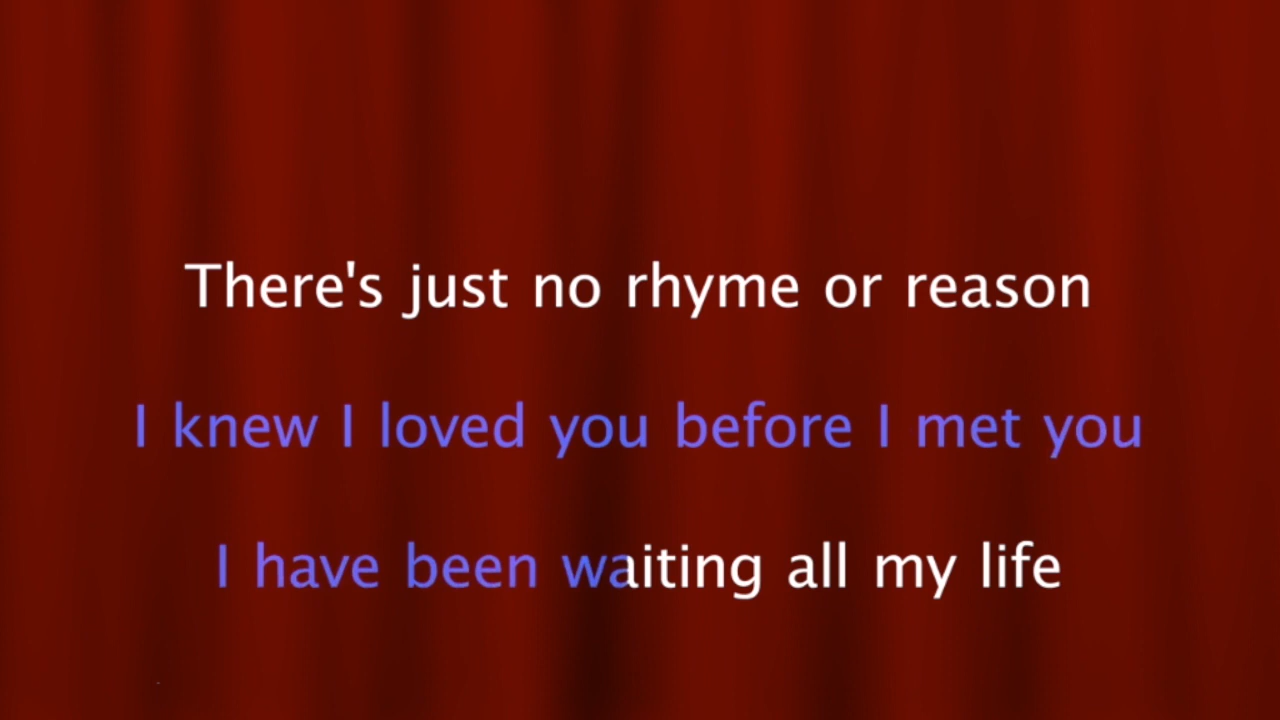 There's just no rhyme or reason
I knew I loved you before I met you
I have been waiting all my life